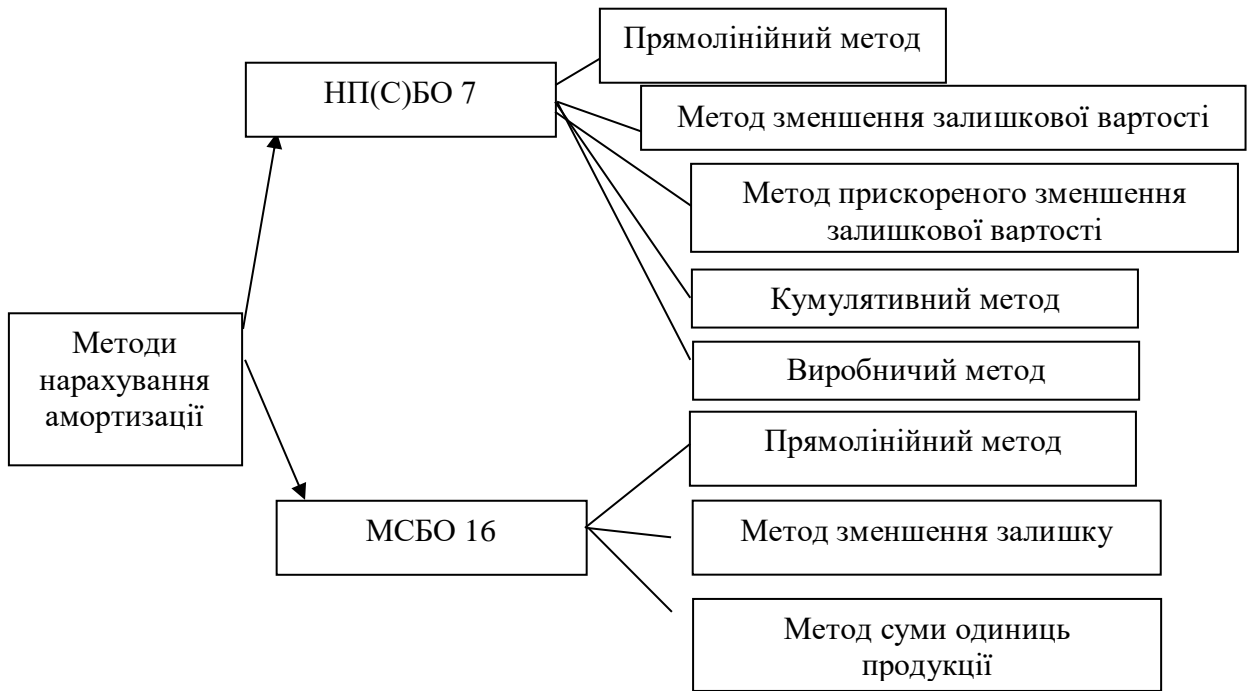 Прямолінійний метод
НП(С)БО 7
Метод зменшення залишкової вартості
Метод прискореного зменшення
залишкової вартості
Кумулятивний метод
Виробничий метод
Методи
нарахування
амортизації
Прямолінійний метод
МСБО 16
Метод зменшення залишку
Метод суми одиниць
продукції